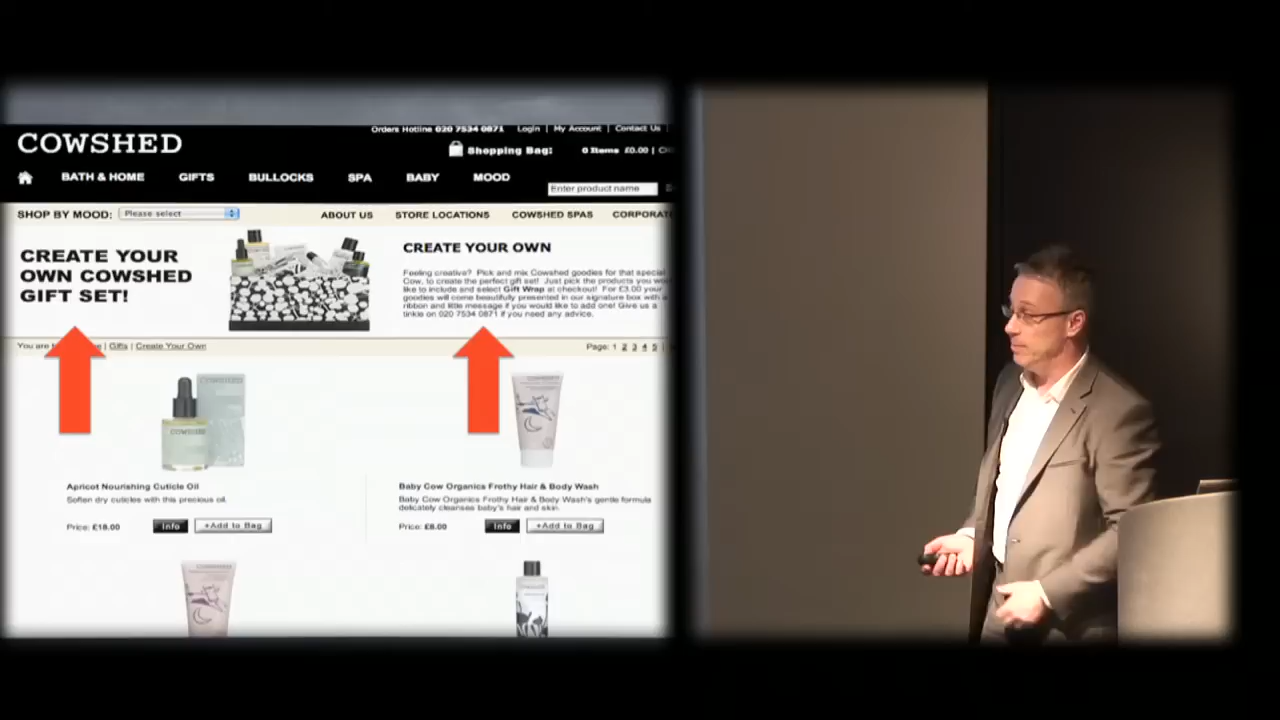 Orders Hotline 020 7534 0871 Login | My Account | Contact Us |
COWSHED
Shopping Bag: 0 Items £0.00 |
BATH & HOME GIFTS BULLOCKS SPA BABY MOOD
Enter product name
SHOP BY MOOD: Please select ABOUT US STORE LOCATIONS COWSHED SPAS CORPORAT
CREATE YOUR
OWN COWSHED
GIFT SET!
CREATE YOUR OWN
Feeling creative? Pick and mix Cowshed goodies for that special
Cow, to create the perfect gift set! Just pick the products you wou
like to include and select Gift Wrap at checkout! For £3.00 your
goodies will come beautifully presented in our signature box with a
ribbon and little message if you would like to add one! Give us a
tinkle on 020 7534 0871 if you need any advice.
You are | Gifts | Create Your Own
Page: 1 2 3 4 5 |
COWSHED
COWSHED
COWSHED
Apricot Nourishing Cuticle Oil
Soften dry cuticles with this precious oil.
Price: £18.00 Info +Add to Bag
Baby Cow Organics Frothy Hair & Body Wash
Baby Cow Organics Frothy Hair & Body Wash's gentle formula
delicately cleanses baby's hair and skin.
Price: £8.00 Info +Add to Bag
COWSHED
COWSHED